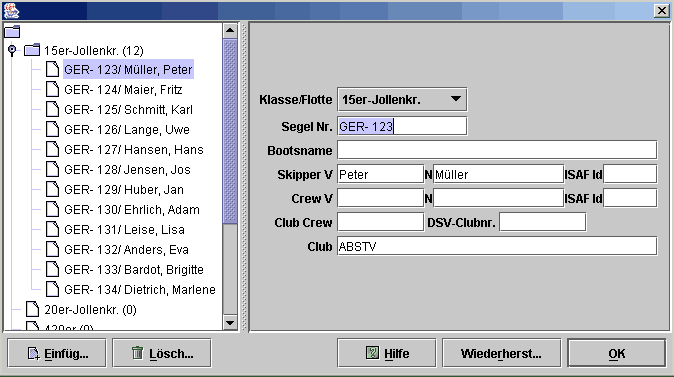 15er-Jollenkr. (12)
GER- 123/ Müller, Peter
GER- 124/ Maier, Fritz
GER- 125/ Schmitt, Karl
GER- 126/ Lange, Uwe
GER- 127/ Hansen, Hans
GER- 128/ Jensen, Jos
GER- 129/ Huber, Jan
GER- 130/ Ehrlich, Adam
GER- 131/ Leise, Lisa
GER- 132/ Anders, Eva
GER- 133/ Bardot, Brigitte
GER- 134/ Dietrich, Marlene
20er-Jollenkr. (0)
420er (0)
Klasse/Flotte 15er-Jollenkr.
Segel Nr. GER- 123
Bootsname
Skipper V Peter N Müller ISAF Id
Crew V N ISAF Id
Club Crew DSV-Clubnr.
Club ABSTV
Einfüg... Lösch... Hilfe Wiederherst... OK